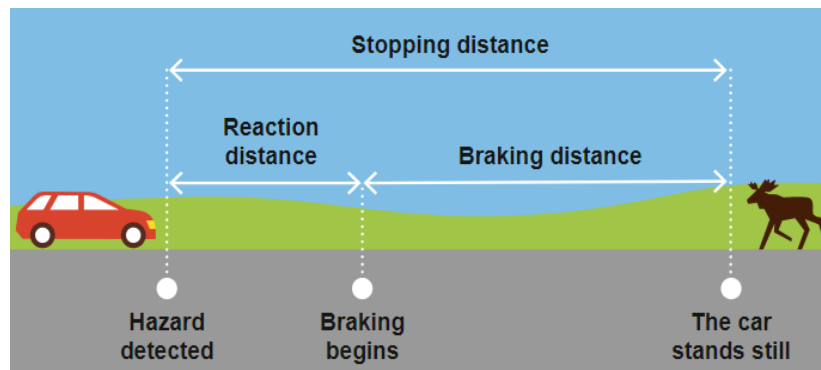 Stopping distance
Reaction
distance
Braking distance
Hazard
detected
Braking
begins
The car
stands still